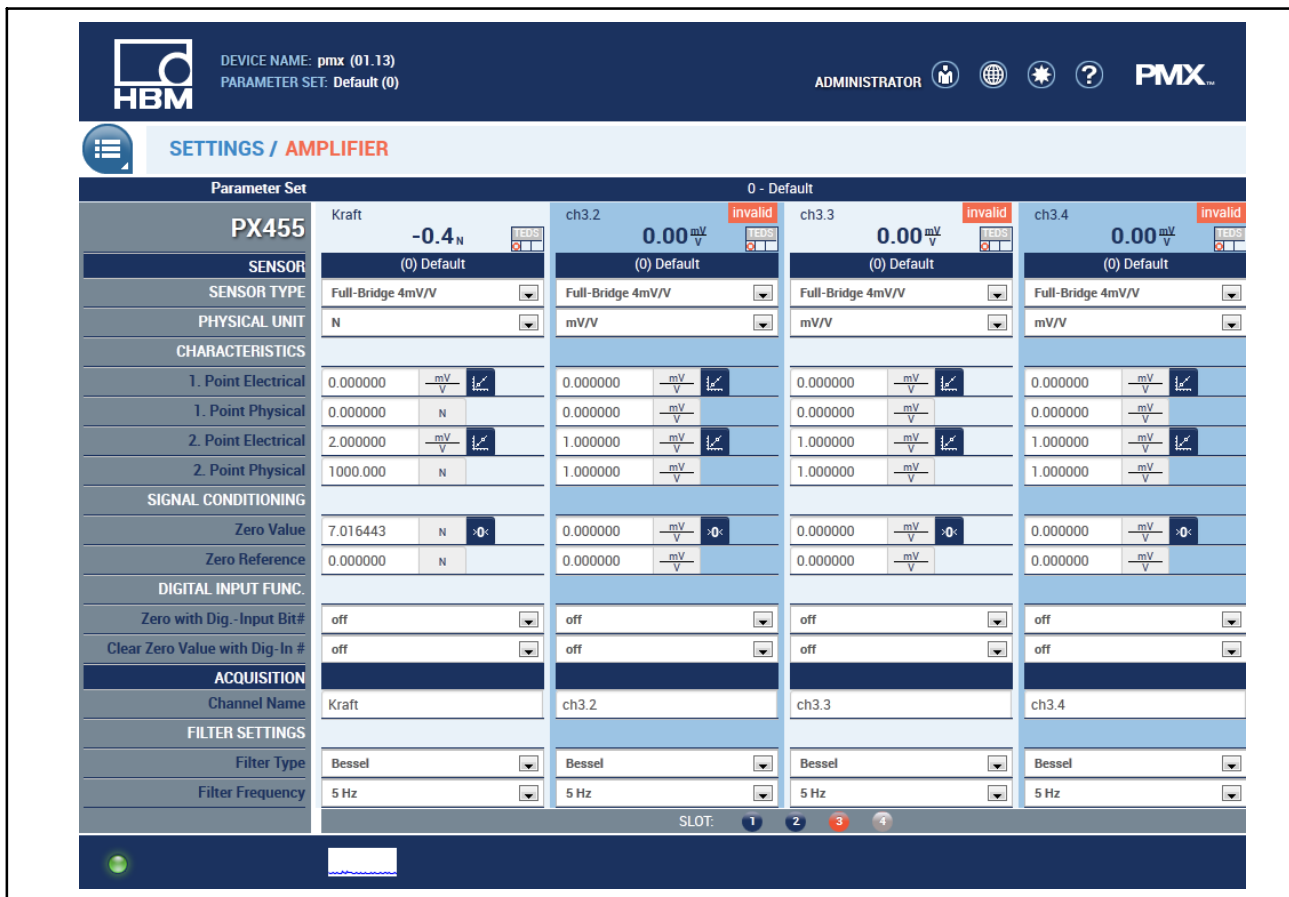 HBM
DEVICE NAME: pmx (01.13)
PARAMETER SET: Default (0)
ADMINISTRATOR
?
PMX™
SETTINGS / AMPLIFIER
Parameter Set 0 - Default
PX455
Kraft
-0.4 N
TEDS
ch3.2 invalid
0.00 mV/V
TEDS
ch3.3 invalid
0.00 mV/V
TEDS
ch3.4 invalid
0.00 mV/V
TEDS
SENSOR (0) Default (0) Default (0) Default (0) Default
SENSOR TYPE Full-Bridge 4mV/V Full-Bridge 4mV/V Full-Bridge 4mV/V Full-Bridge 4mV/V
PHYSICAL UNIT N mV/V mV/V mV/V
CHARACTERISTICS
1. Point Electrical 0.000000 mV/V 0.000000 mV/V 0.000000 mV/V 0.000000 mV/V
1. Point Physical 0.000000 N 0.000000 mV/V 0.000000 mV/V 0.000000 mV/V
2. Point Electrical 2.000000 mV/V 1.000000 mV/V 1.000000 mV/V 1.000000 mV/V
2. Point Physical 1000.000 N 1.000000 mV/V 1.000000 mV/V 1.000000 mV/V
SIGNAL CONDITIONING
Zero Value 7.016443 N >0< 0.000000 mV/V >0< 0.000000 mV/V >0< 0.000000 mV/V >0<
Zero Reference 0.000000 N 0.000000 mV/V 0.000000 mV/V 0.000000 mV/V
DIGITAL INPUT FUNC.
Zero with Dig.-Input Bit# off off off off
Clear Zero Value with Dig-In # off off off off
ACQUISITION
Channel Name Kraft ch3.2 ch3.3 ch3.4
FILTER SETTINGS
Filter Type Bessel Bessel Bessel Bessel
Filter Frequency 5 Hz 5 Hz 5 Hz 5 Hz
SLOT: 1 2 3 4